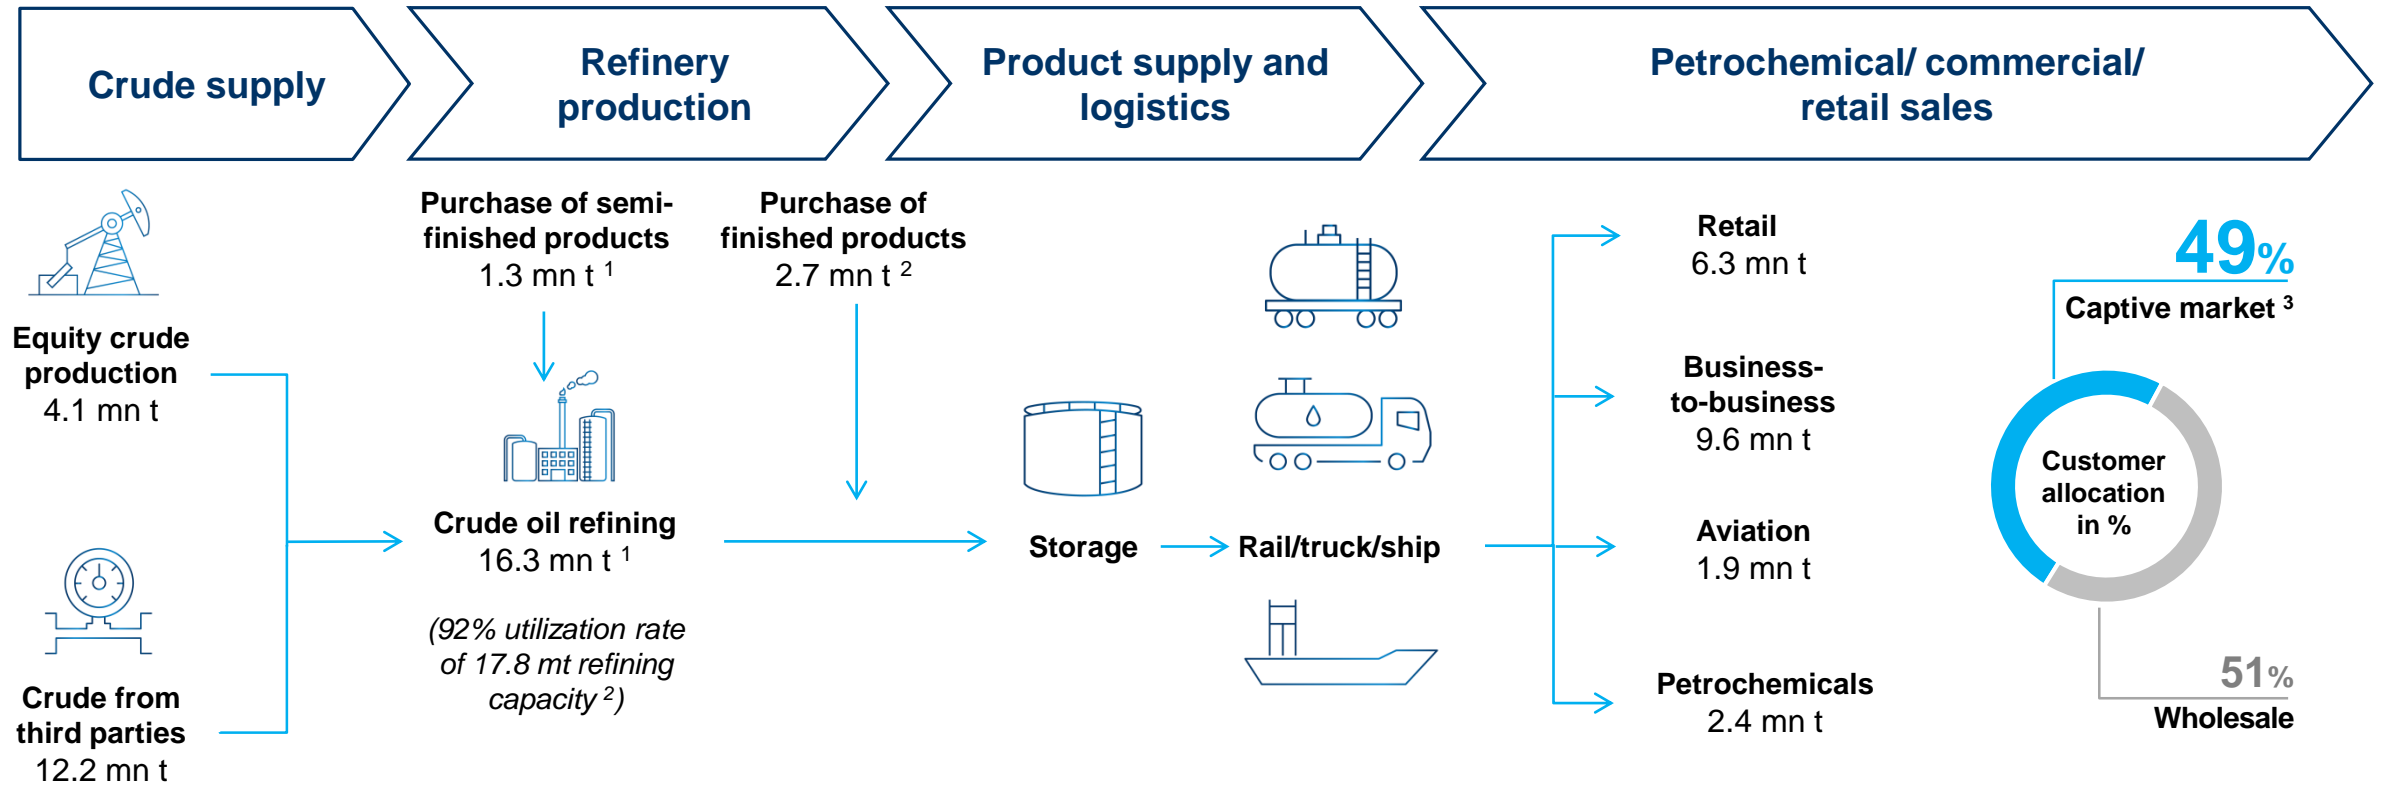 Crude supply
Refinery
production
Product supply and
logistics
Petrochemical/ commercial/
retail sales
Equity crude
production
4.1 mn t
Crude from
third parties
12.2 mn t
Purchase of semi-
finished products
1.3 mn t ¹
Purchase of
finished products
2.7 mn t ²
Crude oil refining
16.3 mn t ¹
(92% utilization rate
of 17.8 mt refining
capacity ²)
Storage
Rail/truck/ship
Retail
6.3 mn t
Business-
to-business
9.6 mn t
Aviation
1.9 mn t
Petrochemicals
2.4 mn t
49%
Captive market ³
Customer
allocation
in %
51%
Wholesale